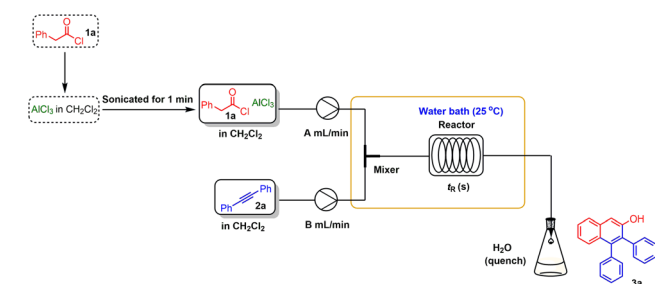 O
Ph
Cl
1a
AlCl3 in CH2Cl2
Sonicated for 1 min
O
Ph
Cl
AlCl3
1a
in CH2Cl2
A mL/min
Ph
Ph
2a
in CH2Cl2
B mL/min
Mixer
Water bath (25 °C)
Reactor
tR (s)
H2O
(quench)
OH
3a